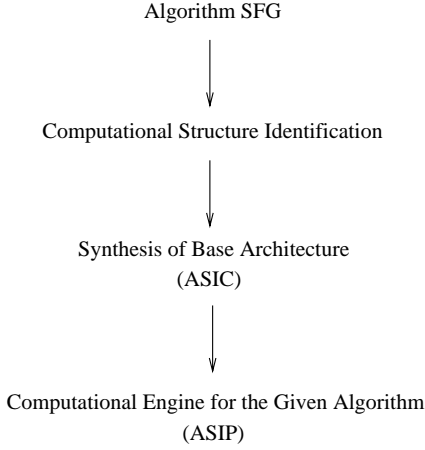 Algorithm SFG
Computational Structure Identification
Synthesis of Base Architecture
(ASIC)
Computational Engine for the Given Algorithm
(ASIP)